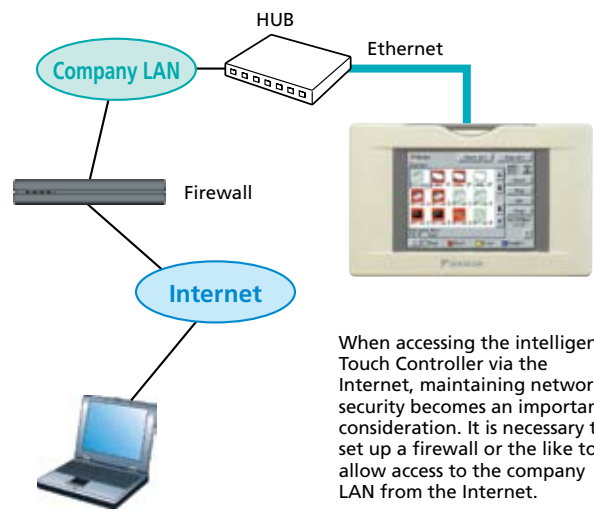 HUB
Ethernet
Company LAN
Firewall
Internet
DAIKIN
When accessing the intelligen
Touch Controller via the
Internet, maintaining networ
security becomes an importan
consideration. It is necessary t
set up a firewall or the like to
allow access to the company
LAN from the Internet.